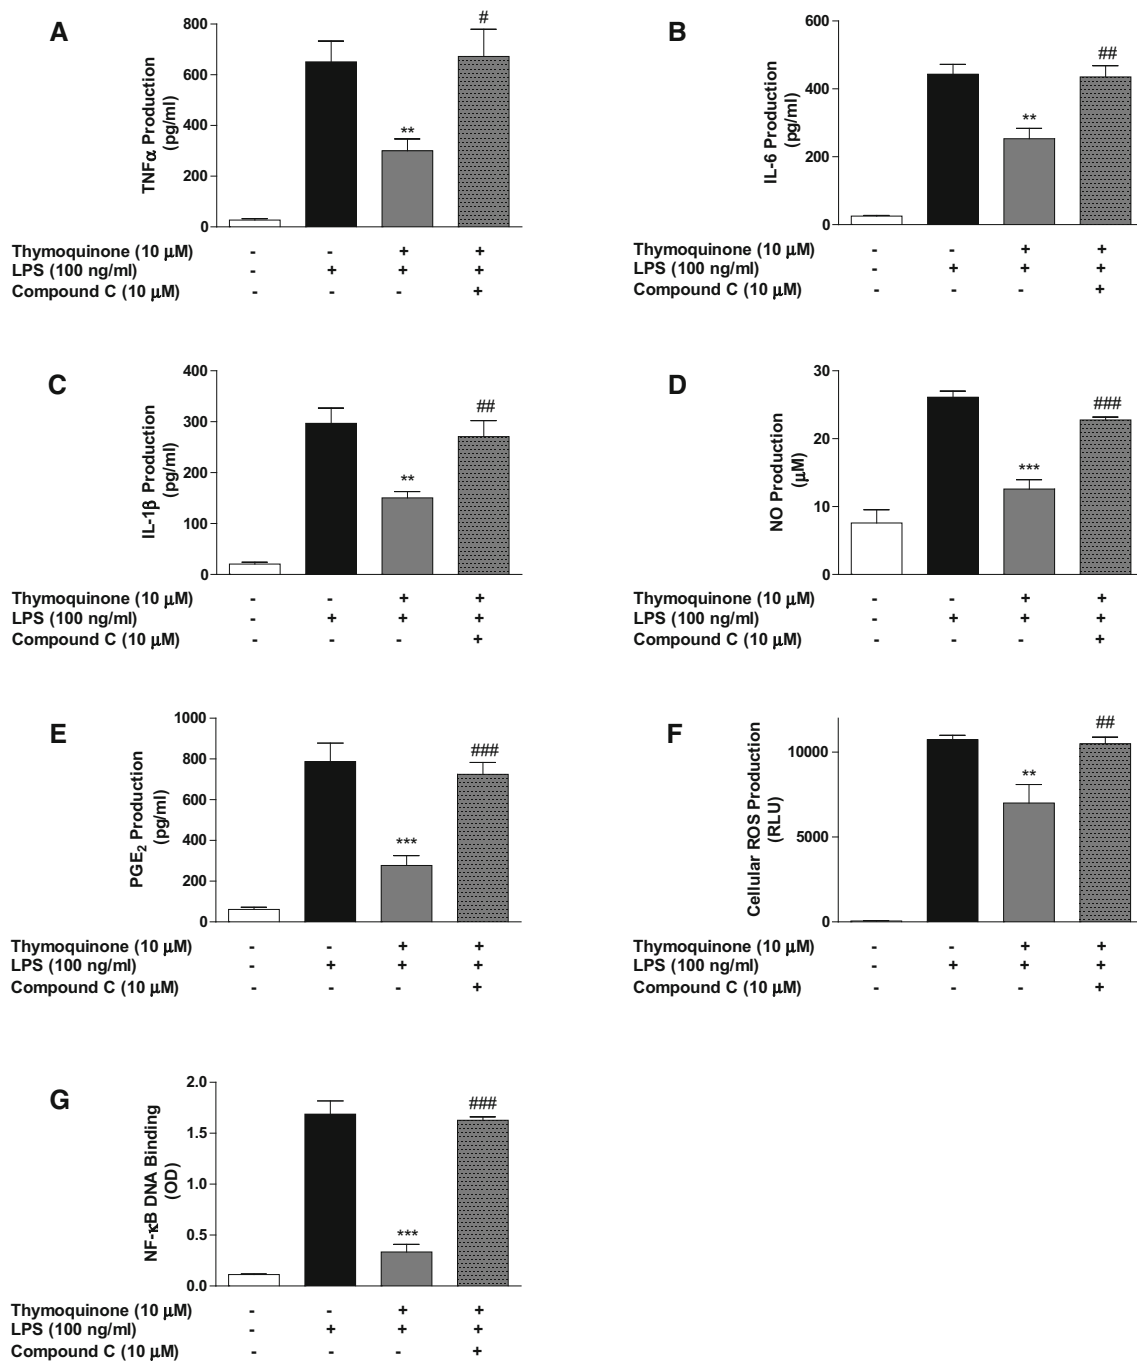 A
TNFα Production
(pg/ml)
800
600
400
200
0
**
#
Thymoquinone (10 μM) - - + +
LPS (100 ng/ml) - + + +
Compound C (10 μM) - - - +
B
IL-6 Production
(pg/ml)
600
400
200
0
**
##
Thymoquinone (10 μM) - - + +
LPS (100 ng/ml) - + + +
Compound C (10 μM) - - - +
C
IL-1β Production
(pg/ml)
400
300
200
100
0
**
##
Thymoquinone (10 μM) - - + +
LPS (100 ng/ml) - + + +
Compound C (10 μM) - - - +
D
NO Production
(μM)
30
20
10
0
***
###
Thymoquinone (10 μM) - - + +
LPS (100 ng/ml) - + + +
Compound C (10 μM) - - - +
E
PGE₂ Production
(pg/ml)
1000
800
600
400
200
0
***
###
Thymoquinone (10 μM) - - + +
LPS (100 ng/ml) - + + +
Compound C (10 μM) - - - +
F
Cellular ROS Production
(RLU)
10000
5000
0
**
##
Thymoquinone (10 μM) - - + +
LPS (100 ng/ml) - + + +
Compound C (10 μM) - - - +
G
NF-κB DNA Binding
(OD)
2.0
1.5
1.0
0.5
0.0
***
###
Thymoquinone (10 μM) - - + +
LPS (100 ng/ml) - + + +
Compound C (10 μM) - - - +